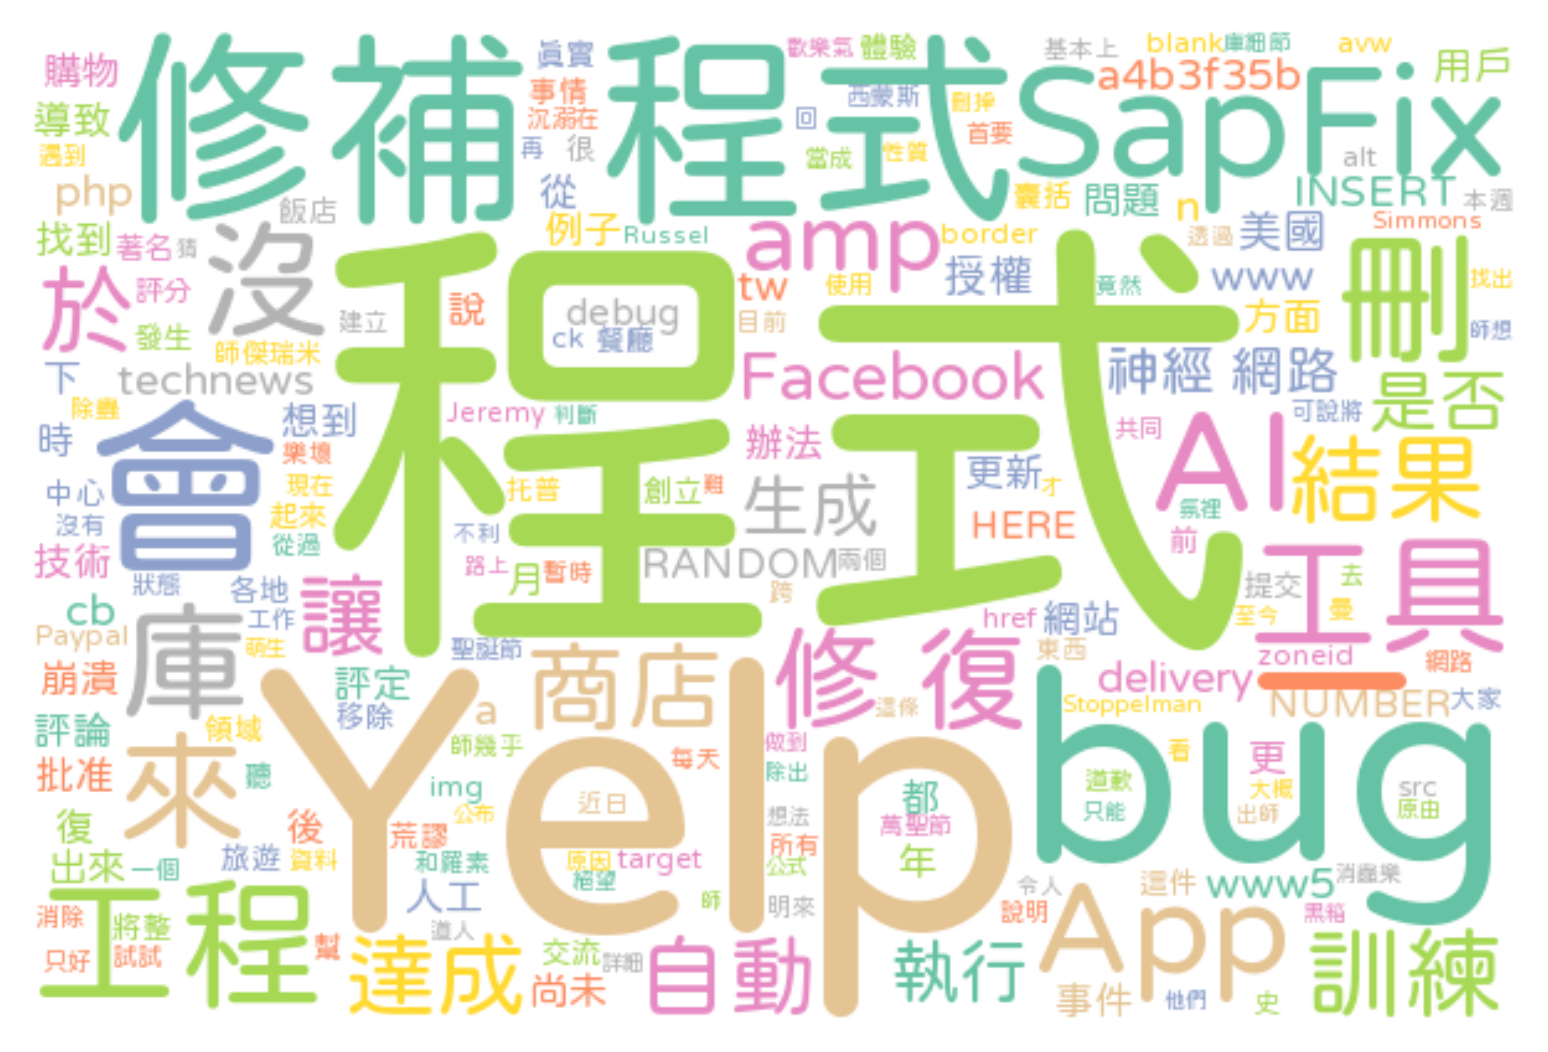 購物
修補程式
真實
歡樂氣
體驗
基本上
blank
庫細節
avw
用戶
導致
事情
西蒙斯
刪掉
SapFix
a4b3f35b
沉溺在
回
首要
遇到
再
很
當成
性質
alt
php
飯店
從
囊括
問題
n
INSERT
本週
找到
著名
猜
沒
例子
Russel
amp
border
透過
美國
Simmons
於
評分
程式
授權
www
刪
找出
發生
建立
說
debug
tw
使用
竟然
師傑瑞米
ck
餐廳
目前
方面
師想
下
technews
Facebook
神經
網路
是否
除蟲
會
想到
Jeremy
判斷
共同
AI
可說將
時
樂壞
辦法
結果
中心
現在
托普
創立
難
生成
更新
才
沒有
起來
不利
HERE
氛裡
技術
從過
路上
月
暫時
RANDOM
兩個
前
工具
狀態
各地
讓
跨
提交
去
cb
庫
工作
href
網站
至今
曼
Paypal
萌生
聖誕節
商店
修復
東西
zoneid
網路
崩潰
評定
Yelp
delivery
一
評論
領域
移除
a
這條
Stoppelman
NUMBER
大家
來
師幾乎
每天
做到
bug
看
更
批准
聽
img
近日
除出
都
道歉
大概
src
復
後
荒謬
公布
想法
萬聖節
只能
出師
原由
出來
一個
旅遊
資料
和羅素
原因
target
所有
年
公式
絕望
工程
人工
師
明來
令人
App
這件
www5
消蟲樂
消除
將整
道人
說明
黑箱
只好
試試
幫
達成
交流
詳細
尚未
自動
執行
事件
他們
史
訓練